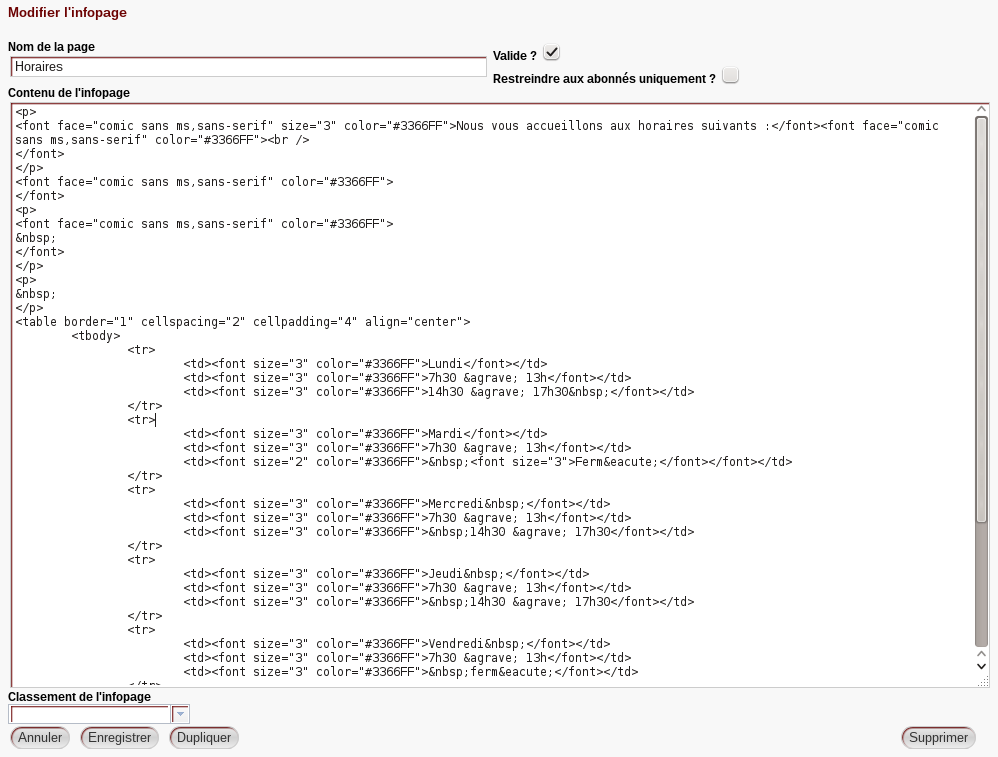 Modifier l'infopage
Nom de la page
Horaires
Valide ?
Restreindre aux abonnés uniquement ?
Contenu de l'infopage
<p>
<font face="comic sans ms,sans-serif" size="3" color="#3366FF">Nous vous accueillons aux horaires suivants :</font><font face="comic
sans ms,sans-serif" color="#3366FF"><br />
</font>
</p>
<font face="comic sans ms,sans-serif" color="#3366FF">
</font>
<p>
<font face="comic sans ms,sans-serif" color="#3366FF">
&nbsp;
</font>
</p>
<p>
&nbsp;
</p>
<table border="1" cellspacing="2" cellpadding="4" align="center">
<tbody>
<tr>
<td><font size="3" color="#3366FF">Lundi</font></td>
<td><font size="3" color="#3366FF">7h30 &agrave; 13h</font></td>
<td><font size="3" color="#3366FF">14h30 &agrave; 17h30&nbsp;</font></td>
</tr>
<tr>
<td><font size="3" color="#3366FF">Mardi</font></td>
<td><font size="3" color="#3366FF">7h30 &agrave; 13h</font></td>
<td><font size="2" color="#3366FF">&nbsp;<font size="3">Ferm&eacute;</font></font></td>
</tr>
<tr>
<td><font size="3" color="#3366FF">Mercredi&nbsp;</font></td>
<td><font size="3" color="#3366FF">7h30 &agrave; 13h</font></td>
<td><font size="3" color="#3366FF">&nbsp;14h30 &agrave; 17h30</font></td>
</tr>
<tr>
<td><font size="3" color="#3366FF">Jeudi&nbsp;</font></td>
<td><font size="3" color="#3366FF">7h30 &agrave; 13h</font></td>
<td><font size="3" color="#3366FF">&nbsp;14h30 &agrave; 17h30</font></td>
</tr>
<tr>
<td><font size="3" color="#3366FF">Vendredi&nbsp;</font></td>
<td><font size="3" color="#3366FF">7h30 &agrave; 13h</font></td>
<td><font size="3" color="#3366FF">&nbsp;ferm&eacute;</font></td>
</tr>
Classement de l'infopage
Annuler Enregistrer Dupliquer Supprimer